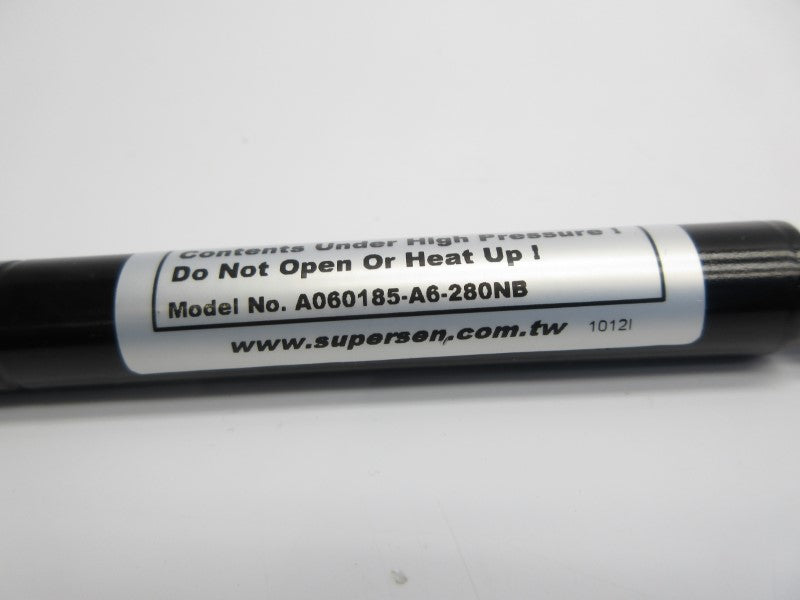 Contents Under High Pressure !
Do Not Open Or Heat Up !
Model No. A060185-A6-280NB
www.supersen.com.tw 1012I